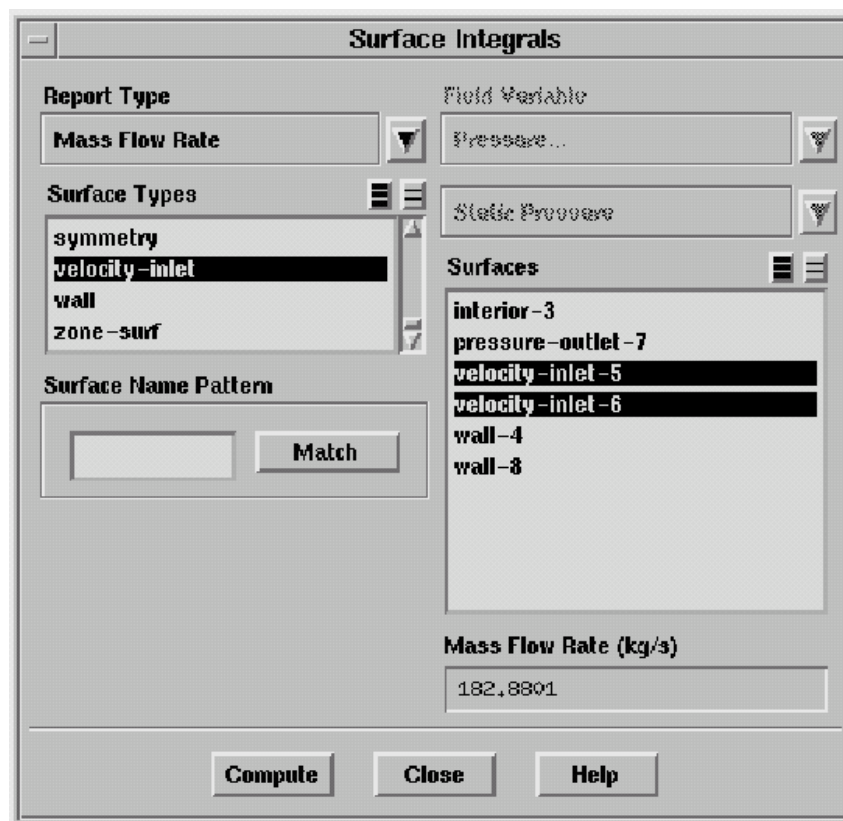 Surface Integrals
Report Type
Mass Flow Rate
Surface Types
symmetry
velocity-inlet
wall
zone-surf
Surface Name Pattern
Match
Field Variable
Pressure...
Static Pressure
Surfaces
interior-3
pressure-outlet-7
velocity-inlet-5
velocity-inlet-6
wall-4
wall-8
Mass Flow Rate (kg/s)
182.8801
Compute
Close
Help